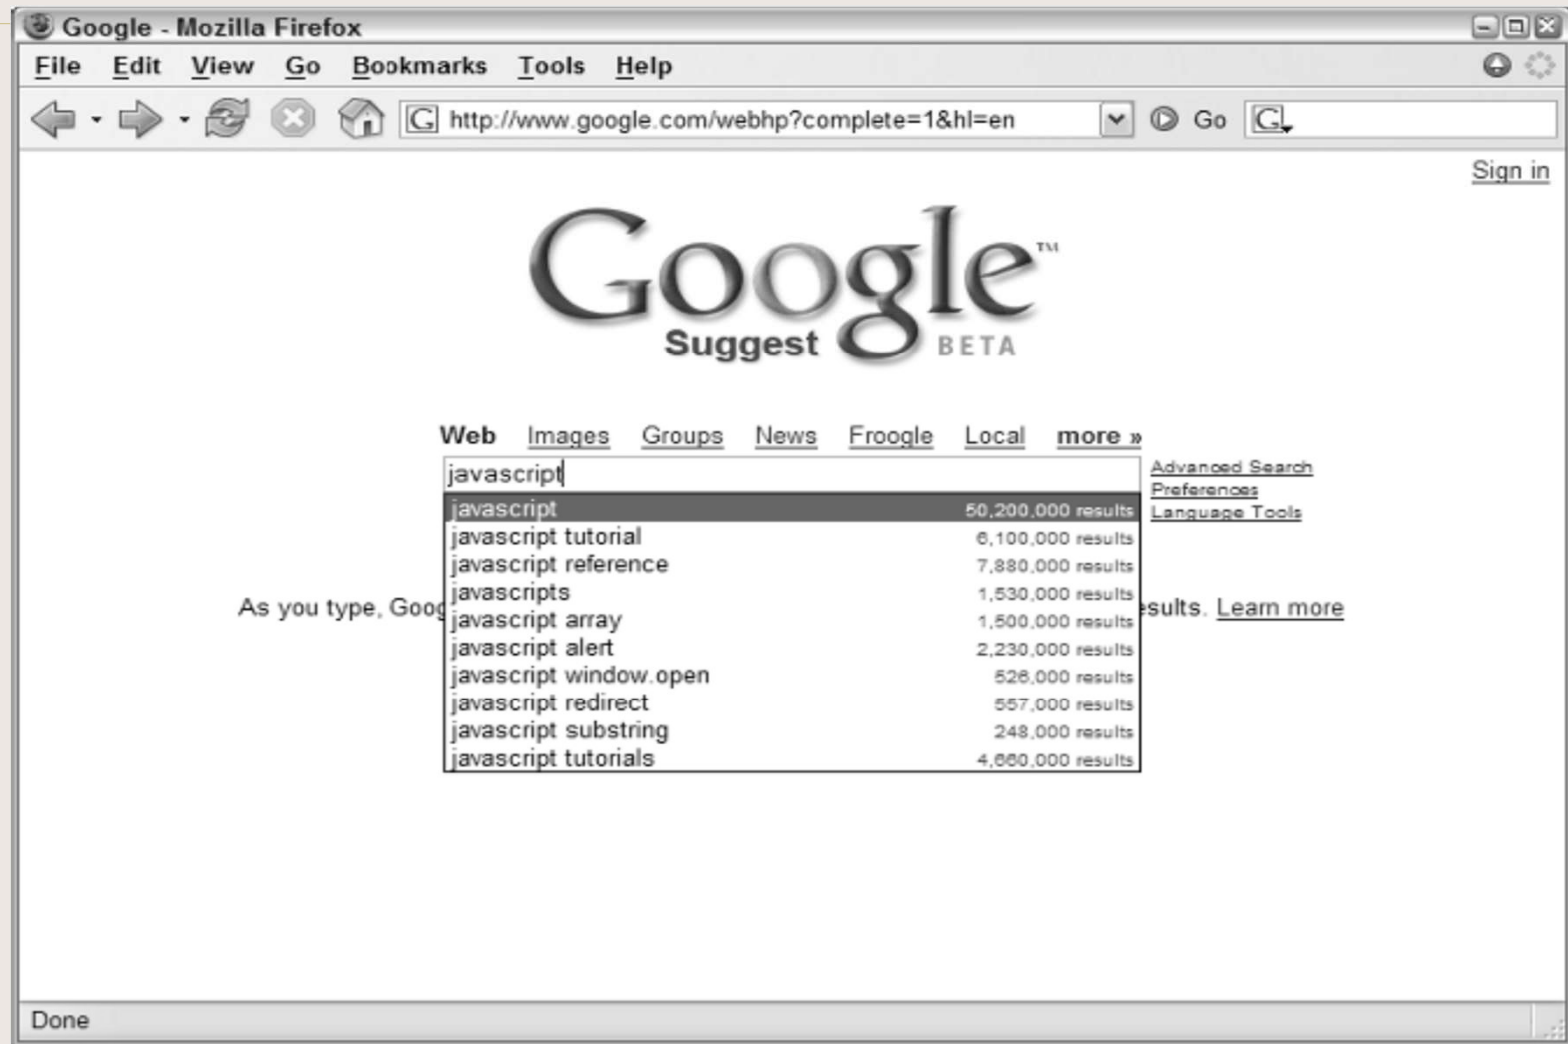 Google - Mozilla Firefox
File Edit View Go Bookmarks Tools Help
G http://www.google.com/webhp?complete=1&hl=en Go G
Sign in
Google™
Suggest BETA
Web Images Groups News Froogle Local more »
javascript
Advanced Search
Preferences
Language Tools
javascript 50,200,000 results
javascript tutorial 6,100,000 results
javascript reference 7,880,000 results
javascripts 1,530,000 results
As you type, Goog esults. Learn more
javascript array 1,500,000 results
javascript alert 2,230,000 results
javascript window.open 526,000 results
javascript redirect 557,000 results
javascript substring 248,000 results
javascript tutorials 4,660,000 results
Done